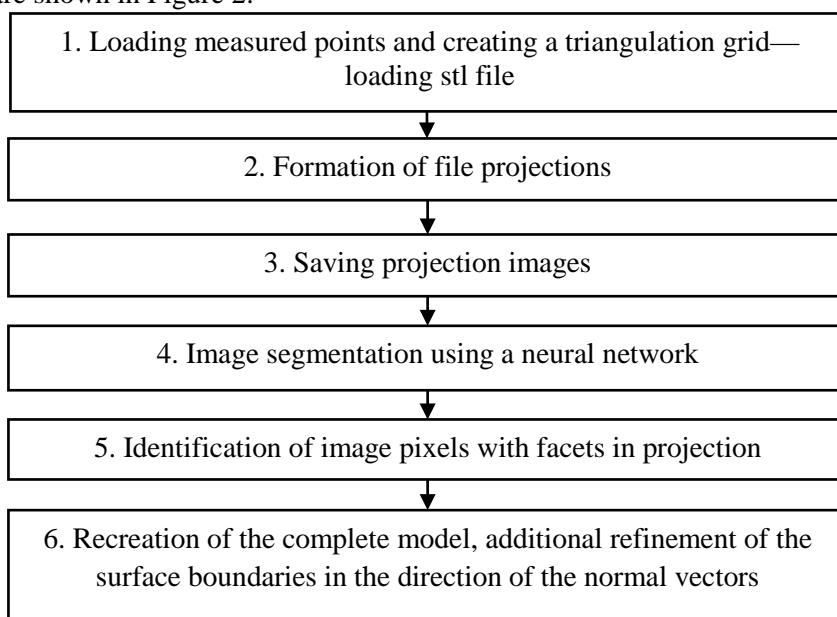 are shown in Figure 2.
1. Loading measured points and creating a triangulation grid—
loading stl file
2. Formation of file projections
3. Saving projection images
4. Image segmentation using a neural network
5. Identification of image pixels with facets in projection
6. Recreation of the complete model, additional refinement of the
surface boundaries in the direction of the normal vectors